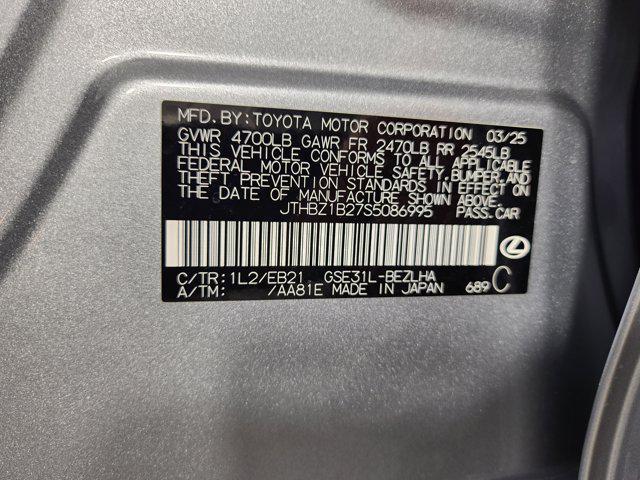 MFD. BY: TOYOTA MOTOR CORPORATION 03/25
GVWR 4700LB GAWR FR 2470LB RR 2545LB
THIS VEHICLE CONFORMS TO ALL APPLICABLE
FEDERAL MOTOR VEHICLE SAFETY, BUMPER, AND
THEFT PREVENTION STANDARDS IN EFFECT ON
THE DATE OF MANUFACTURE SHOWN ABOVE.
JTHBZ1B27S5086995 PASS.CAR
C/TR: 1L2/EB21 GSE31L-BEZLHA
A/TM: /AA81E MADE IN JAPAN 689 C